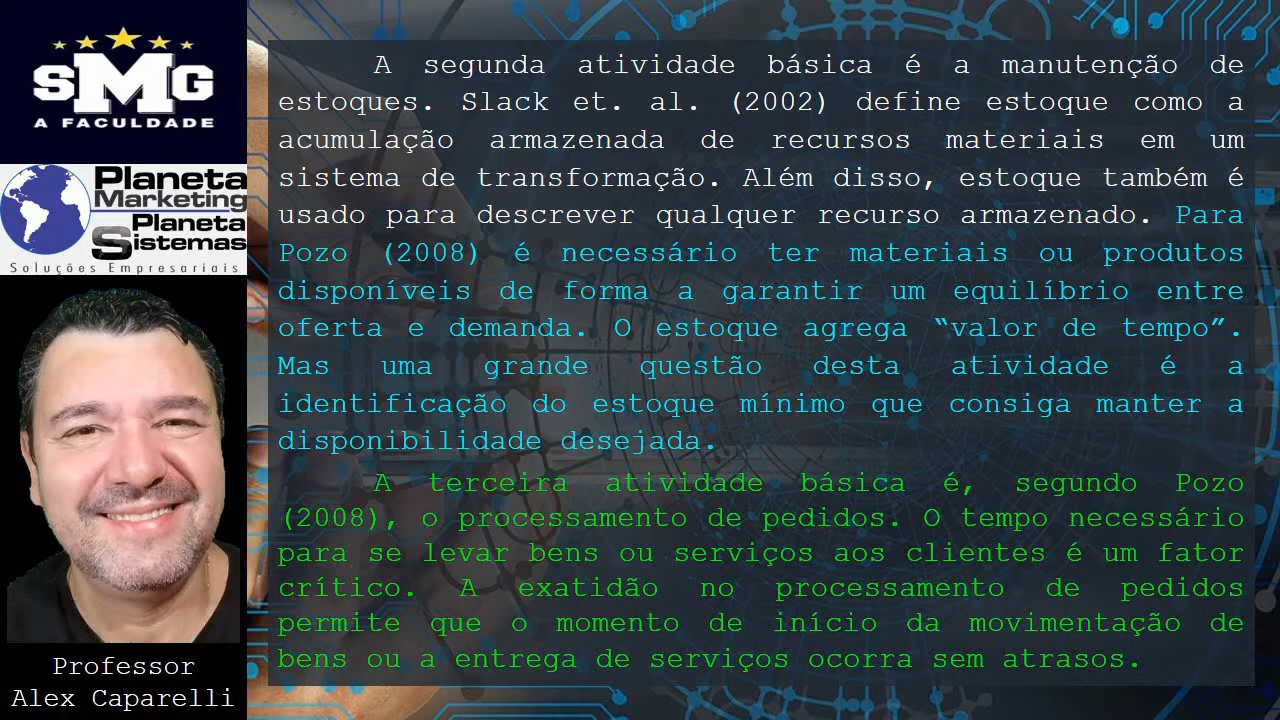 SMG
A FACULDADE
Planeta
Marketing
Planeta
Sistemas
Soluções Empresariais
Professor
Alex Caparelli
A segunda atividade básica é a manutenção de
estoques. Slack et. al. (2002) define estoque como a
acumulação armazenada de recursos materiais em um
sistema de transformação. Além disso, estoque também é
usado para descrever qualquer recurso armazenado. Para
Pozo (2008) é necessário ter materiais ou produtos
disponíveis de forma a garantir um equilíbrio entre
oferta e demanda. O estoque agrega “valor de tempo”.
Mas uma grande questão desta atividade é a
identificação do estoque mínimo que consiga manter a
disponibilidade desejada.
A terceira atividade básica é, segundo Pozo
(2008), o processamento de pedidos. O tempo necessário
para se levar bens ou serviços aos clientes é um fator
crítico. A exatidão no processamento de pedidos
permite que o momento de início da movimentação de
bens ou a entrega de serviços ocorra sem atrasos.